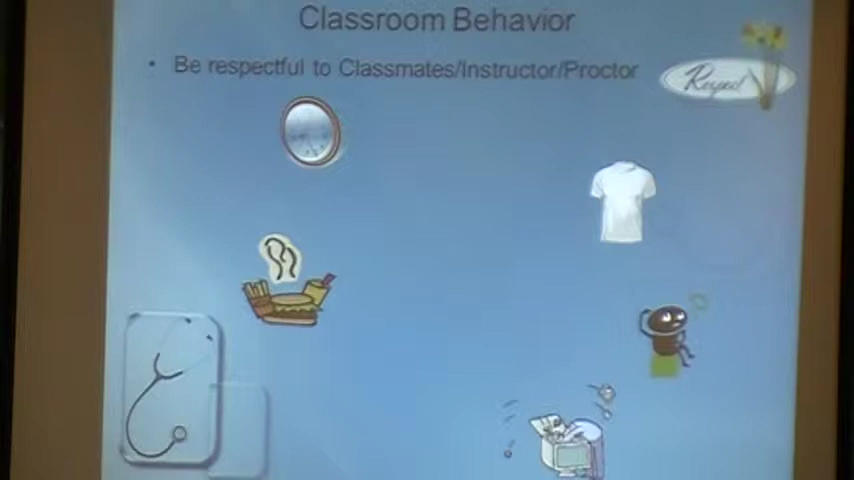 Classroom Behavior
• Be respectful to Classmates/Instructor/Proctor
Respect